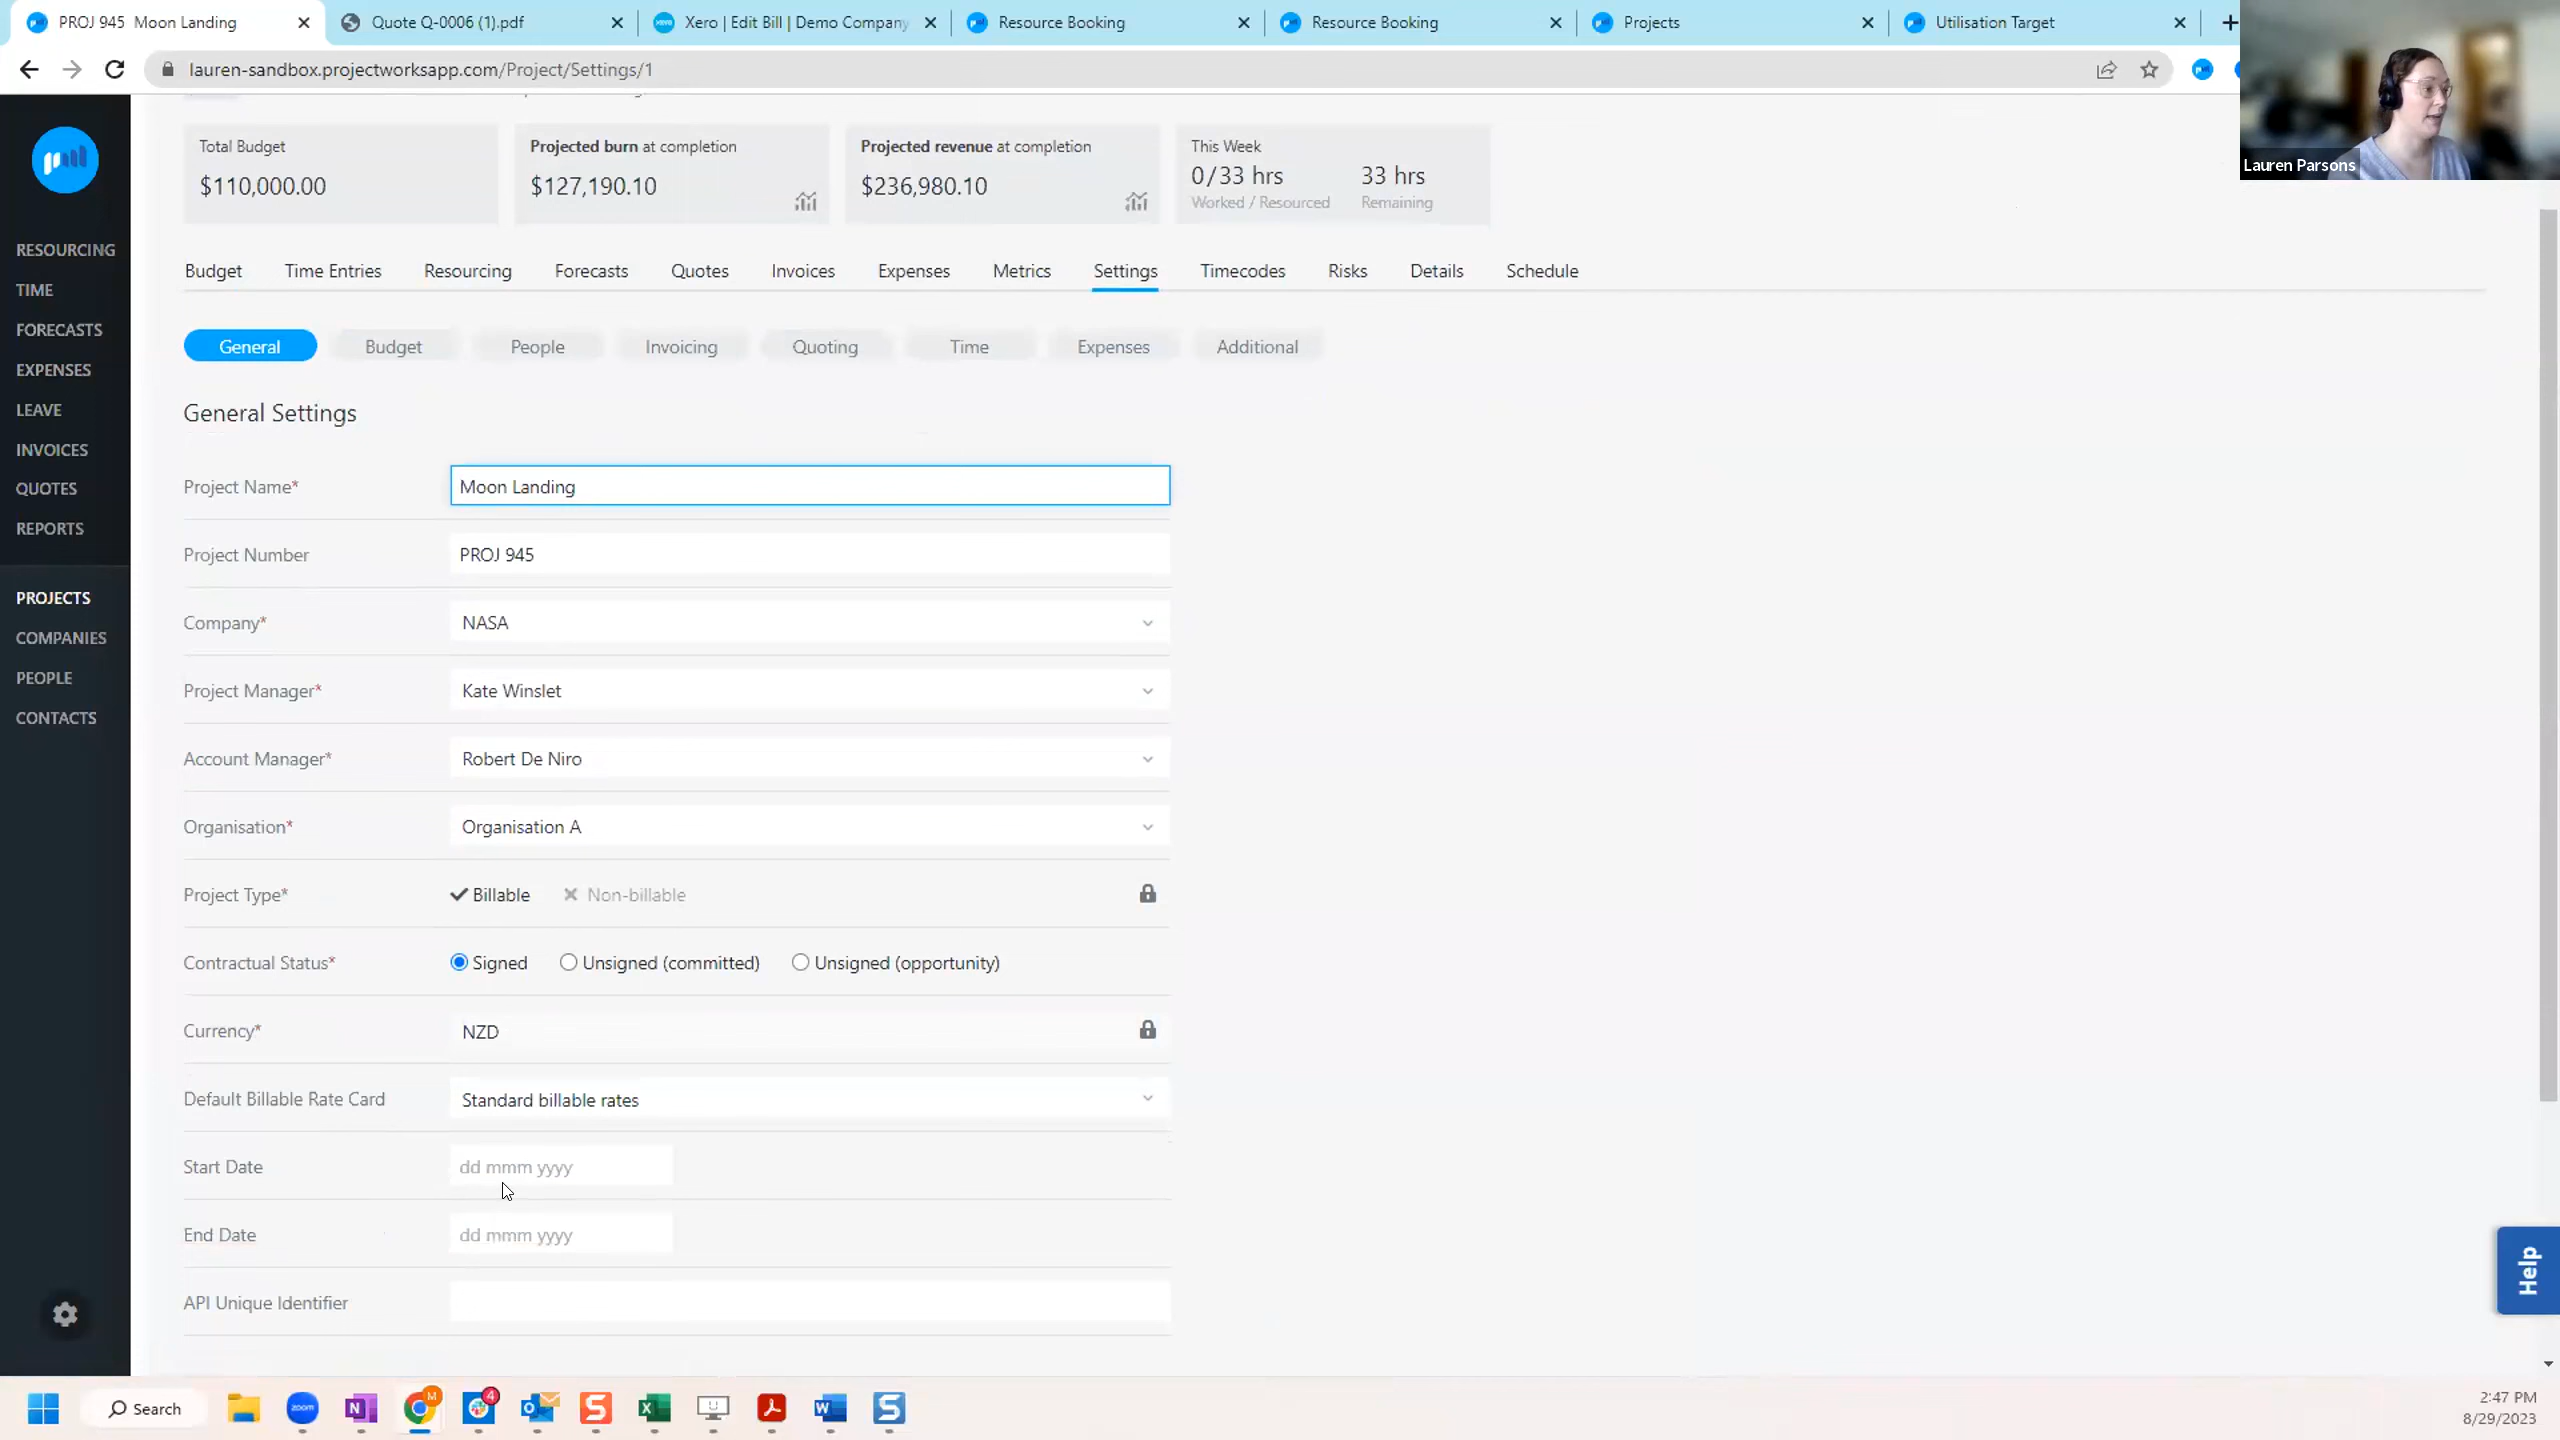 PROJ 945 Moon Landing
Quote Q-0006 (1).pdf
Xero | Edit Bill | Demo Company
Resource Booking
Resource Booking
Projects
Utilisation Target
lauren-sandbox.projectworksapp.com/Project/Settings/1
Lauren Parsons
RESOURCING
TIME
FORECASTS
EXPENSES
LEAVE
INVOICES
QUOTES
REPORTS
PROJECTS
COMPANIES
PEOPLE
CONTACTS
Total Budget
$110,000.00
Projected burn at completion
$127,190.10
Projected revenue at completion
$236,980.10
This Week
0/33 hrs 33 hrs
Worked / Resourced Remaining
Budget Time Entries Resourcing Forecasts Quotes Invoices Expenses Metrics Settings Timecodes Risks Details Schedule
General Budget People Invoicing Quoting Time Expenses Additional
General Settings
Project Name* Moon Landing
Project Number PROJ 945
Company* NASA
Project Manager* Kate Winslet
Account Manager* Robert De Niro
Organisation* Organisation A
Project Type* Billable Non-billable
Contractual Status* Signed Unsigned (committed) Unsigned (opportunity)
Currency* NZD
Default Billable Rate Card Standard billable rates
Start Date dd mmm yyyy
End Date dd mmm yyyy
API Unique Identifier
Help
Search
zoom
M
4
2:47 PM
8/29/2023